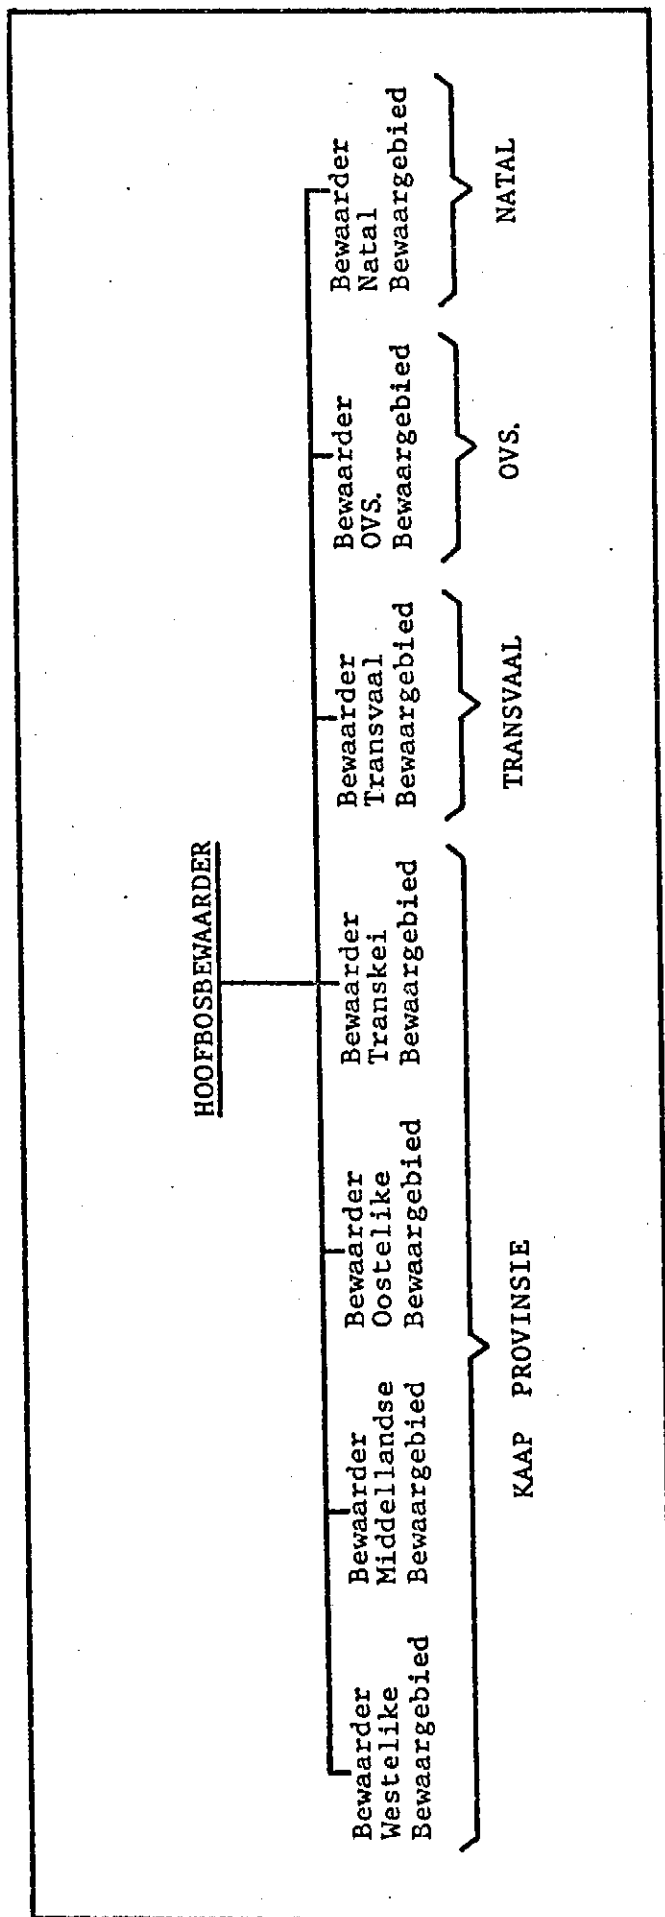 HOOFBOSBEWAARDER
Bewaarder
Westelike
Bewaargebied
Bewaarder
Middellandse
Bewaargebied
Bewaarder
Oostelike
Bewaargebied
Bewaarder
Transkei
Bewaargebied
Bewaarder
Transvaal
Bewaargebied
Bewaarder
OVS.
Bewaargebied
Bewaarder
Natal
Bewaargebied
KAAP PROVINSIE
TRANSVAAL
OVS.
NATAL